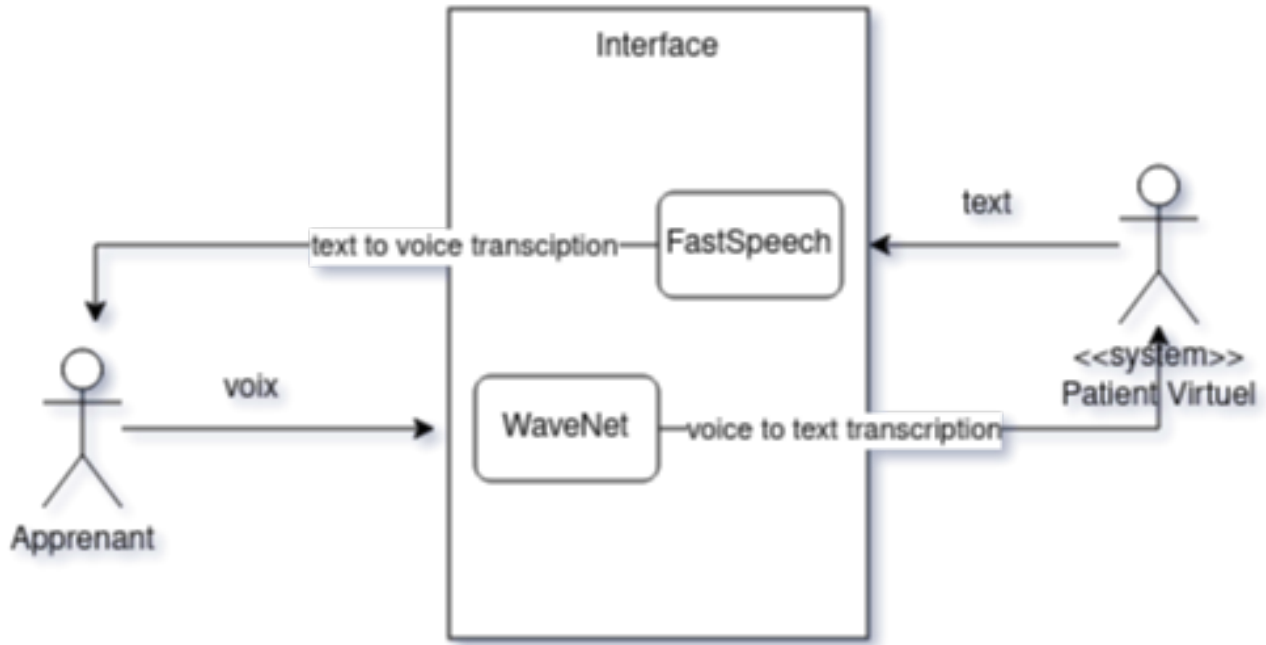 Interface
text
FastSpeech
text to voice transciption
<<system>>
Patient Virtuel
voix
WaveNet
voice to text transcription
Apprenant